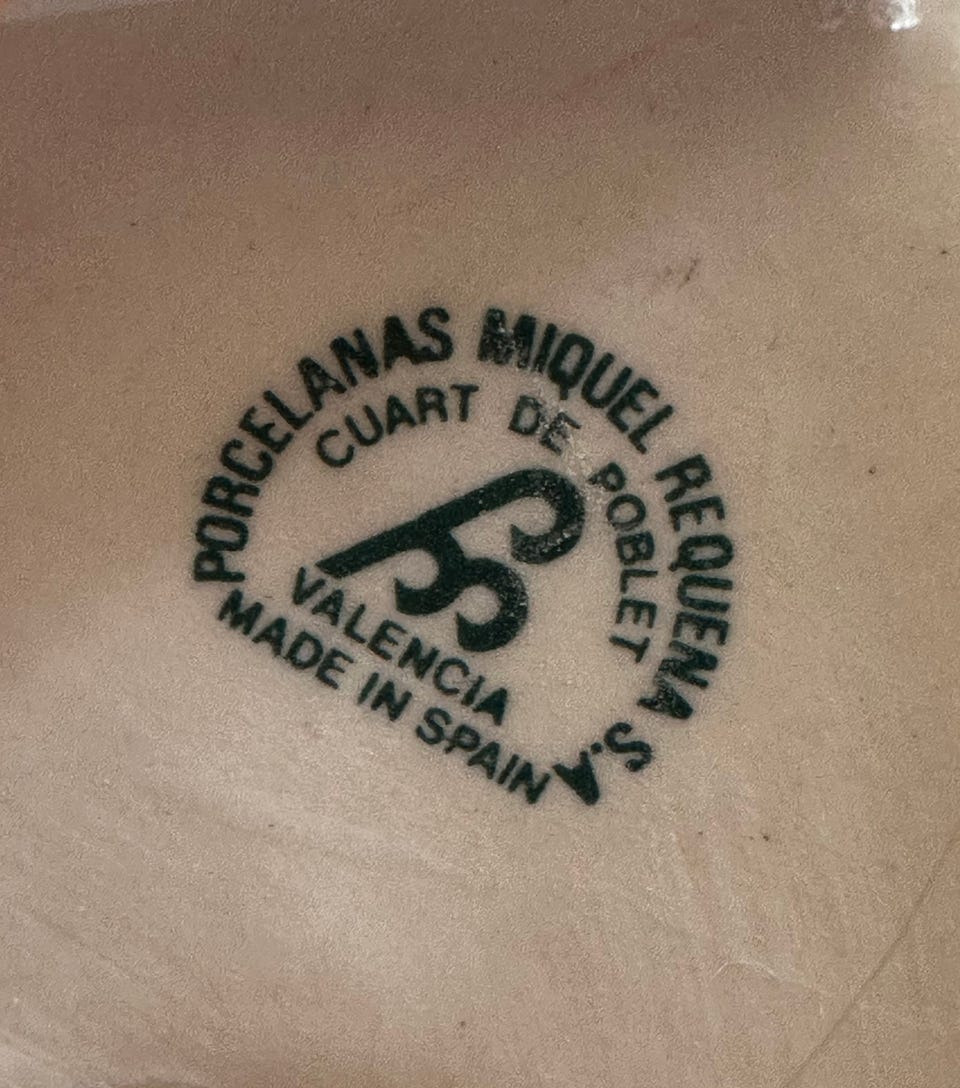 PORCELANAS MIQUEL REQUENA S.A
CUART DE POBLET
VALENCIA
MADE IN SPAIN